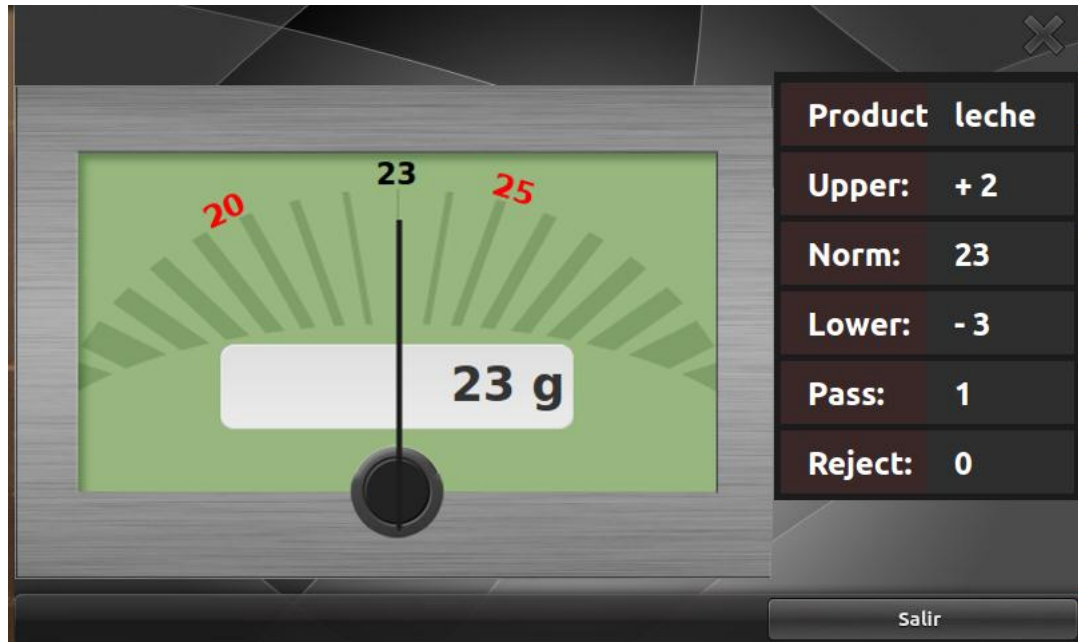 20
23
25
23 g
Product leche
Upper: + 2
Norm: 23
Lower: - 3
Pass: 1
Reject: 0
Salir